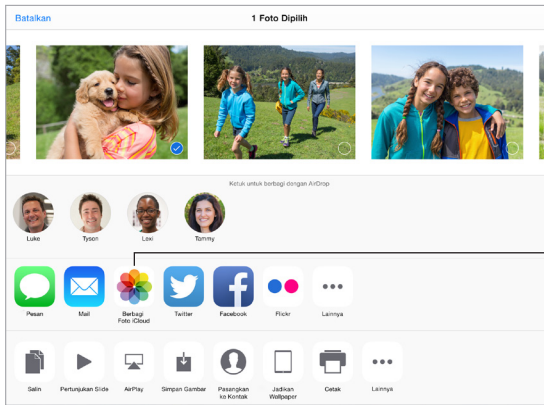 Batalkan
1 Foto Dipilih
Ketuk untuk berbagi dengan AirDrop
Luke
Tyson
Lexi
Tammy
Pesan
Mail
Berbagi
Foto iCloud
Twitter
Facebook
Flickr
Lainnya
Salin
Pertunjukan Slide
AirPlay
Simpan Gambar
Pasangkan
ke Kontak
Jadikan
Wallpaper
Cetak
Lainnya